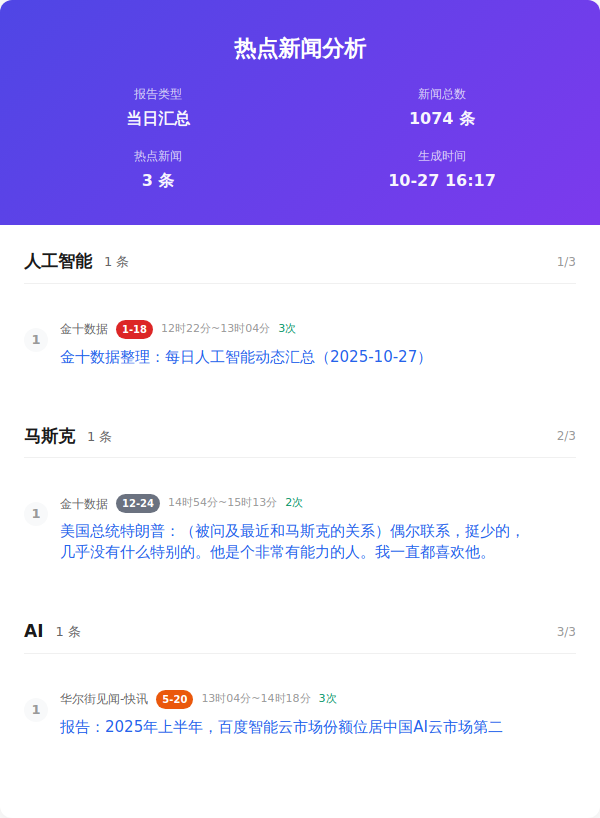 热点新闻分析
报告类型
当日汇总
新闻总数
1074 条
热点新闻
3 条
生成时间
10-27 16:17
人工智能 1 条 1/3
1
金十数据 1-18 12时22分~13时04分 3次
金十数据整理：每日人工智能动态汇总（2025-10-27）
马斯克 1 条 2/3
1
金十数据 12-24 14时54分~15时13分 2次
美国总统特朗普：（被问及最近和马斯克的关系）偶尔联系，挺少的，
几乎没有什么特别的。他是个非常有能力的人。我一直都喜欢他。
AI 1 条 3/3
1
华尔街见闻-快讯 5-20 13时04分~14时18分 3次
报告：2025年上半年，百度智能云市场份额位居中国AI云市场第二